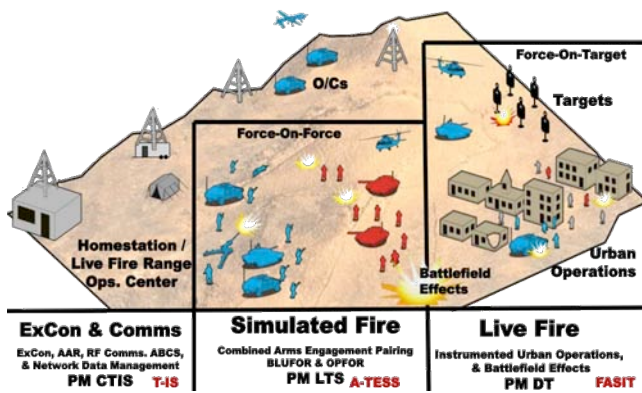 Force-On-Target
O/Cs
Targets
Force-On-Force
Homestation /
Live Fire Range
Ops. Center
Battlefield
Effects
Urban
Operations
ExCon & Comms
ExCon, AAR, RF Comms. ABCS,
& Network Data Management
PM CTIS T-IS
Simulated Fire
Combined Arms Engagement Pairing
BLUFOR & OPFOR
PM LTS A-TESS
Live Fire
Instrumented Urban Operations,
& Battlefield Effects
PM DT FASIT